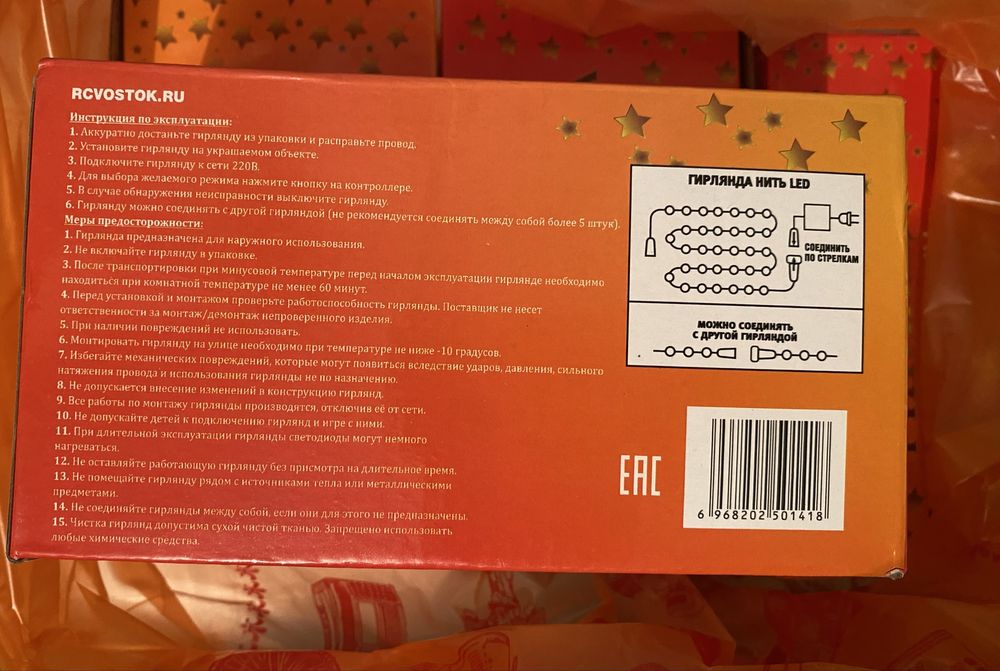 RCVOSTOK.RU
Инструкция по эксплуатации:
1. Аккуратно достаньте гирлянду из упаковки и расправьте провод.
2. Установите гирлянду на украшаемом объекте.
3. Подключите гирлянду к сети 220В.
4. Для выбора желаемого режима нажмите кнопку на контроллере.
5. В случае обнаружения неисправности выключите гирлянду.
6. Гирлянду можно соединять с другой гирляндой (не рекомендуется соединять между собой более 5 штук).
Меры предосторожности:
1. Гирлянда предназначена для наружного использования.
2. Не включайте гирлянду в упаковке.
3. После транспортировки при минусовой температуре перед началом эксплуатации гирлянде необходимо
находиться при комнатной температуре не менее 60 минут.
4. Перед установкой и монтажом проверьте работоспособность гирлянды. Поставщик не несет
ответственности за монтаж/демонтаж непроверенного изделия.
5. При наличии повреждений не использовать.
6. Монтировать гирлянду на улице необходимо при температуре не ниже -10 градусов.
7. Избегайте механических повреждений, которые могут появиться вследствие ударов, давления, сильного
натяжения провода и использования гирлянды не по назначению.
8. Не допускается внесение изменений в конструкцию гирлянд.
9. Все работы по монтажу гирлянды производятся, отключив её от сети.
10. Не допускайте детей к подключению гирлянд и игре с ними.
11. При длительной эксплуатации гирлянды светодиоды могут немного
нагреваться.
12. Не оставляйте работающую гирлянду без присмотра на длительное время.
13. Не помещайте гирлянду рядом с источниками тепла или металлическими
предметами.
14. Не соединяйте гирлянды между собой, если они для этого не предназначены.
15. Чистка гирлянд допустима сухой чистой тканью. Запрещено использовать
любые химические средства.
ГИРЛЯНДА НИТЬ LED
СОЕДИНИТЬ
ПО СТРЕЛКАМ
МОЖНО СОЕДИНЯТЬ
С ДРУГОЙ ГИРЛЯНДОЙ
EAC
6 968202 501418